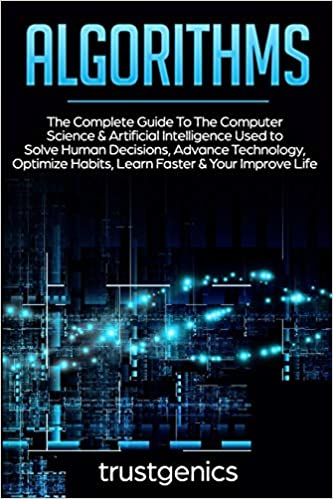 ALGORITHMS
The Complete Guide To The Computer
Science & Artificial Intelligence Used to
Solve Human Decisions, Advance Technology,
Optimize Habits, Learn Faster & Your Improve Life
trustgenics